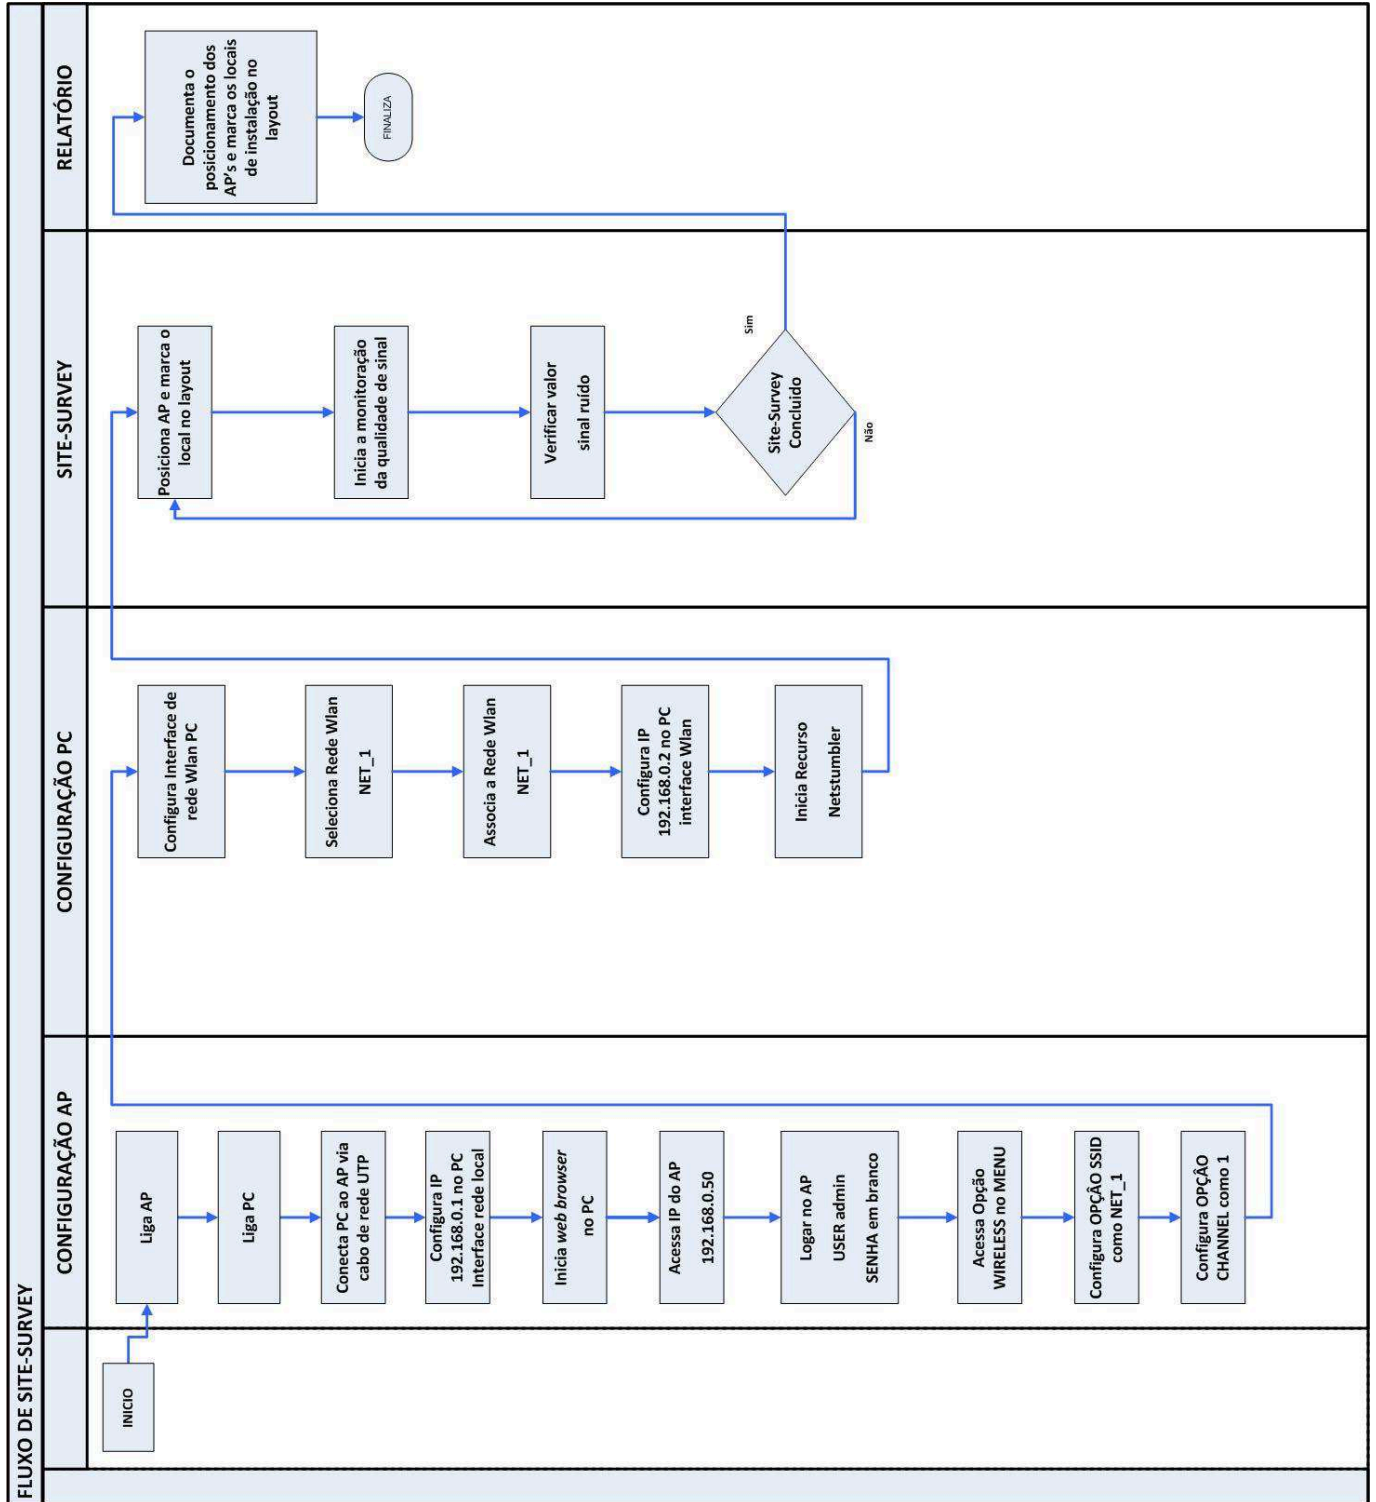 FLUXO DE SITE-SURVEY
INICIO
CONFIGURAÇÃO AP
Liga AP
Liga PC
Conecta PC ao AP via
cabo de rede UTP
Configura IP
192.168.0.1 no PC
Interface rede local
Inicia web browser
no PC
Acessa IP do AP
192.168.0.50
Logar no AP
USER admin
SENHA em branco
Acessa Opção
WIRELESS no MENU
Configura OPÇÂO SSID
como NET_1
Configura OPÇÂO
CHANNEL como 1
CONFIGURAÇÃO PC
Configura Interface de
rede Wlan PC
Seleciona Rede Wlan
NET_1
Associa a Rede Wlan
NET_1
Configura IP
192.168.0.2 no PC
interface Wlan
Inicia Recurso
Netstumbler
SITE-SURVEY
Posiciona AP e marca o
local no layout
Inicia a monitoração
da qualidade de sinal
Verificar valor
sinal ruído
Site-Survey
Concluido
Sim
Não
RELATÓRIO
Documenta o
posicionamento dos
AP's e marca os locais
de instalação no
layout
FINALIZA